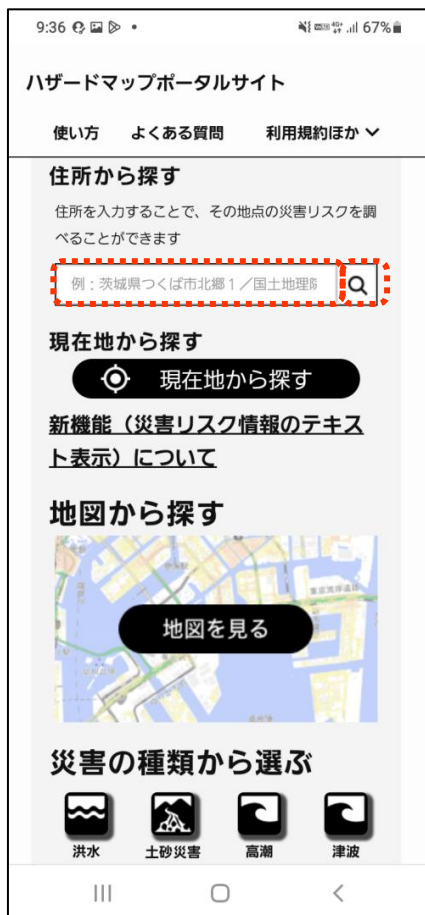 9:36
67%
ハザードマップポータルサイト
使い方 よくある質問 利用規約ほか
住所から探す
住所を入力することで、その地点の災害リスクを調
べることができます
例：茨城県つくば市北郷１／国土地理院
現在地から探す
現在地から探す
新機能（災害リスク情報のテキス
ト表示）について
地図から探す
東京湾岸道路
地図を見る
災害の種類から選ぶ
洪水 土砂災害 高潮 津波